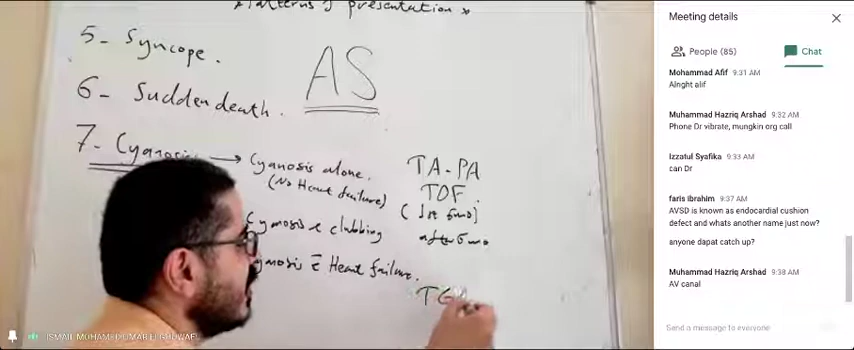 Patterns of presentation
5- Syncope.
AS
6- Sudden death.
7- Cyanosis → Cyanosis alone. TA-PA
(No Heart failure) TOF.
(1st 6mo)
Cyanosis & clubbing after 6mo
Cyanosis c̄ Heart failure.
Meeting details
People (85)
Chat
Mohammad Afif 9:31 AM
Alright alif
Muhammad Hazriq Arshad 9:32 AM
Phone Dr vibrate, mungkin org call
Izzatul Syafika 9:33 AM
can Dr
faris Ibrahim 9:37 AM
AVSD is known as endocardial cushion
defect and whats another name just now?
anyone dapat catch up?
Muhammad Hazriq Arshad 9:38 AM
AV canal
Send a message to everyone